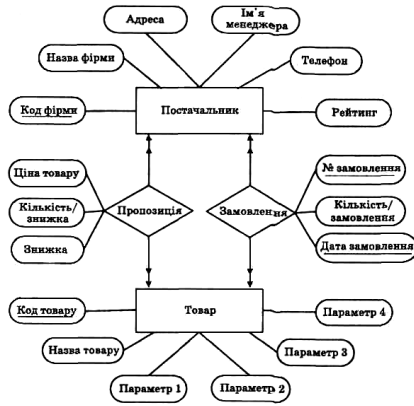 Адреса
Ім'я
менеджера
Назва фірми
Телефон
Код фірми
Постачальник
Рейтинг
Ціна товару
№ замовлення
Кількість/
знижка
Пропозиція
Замовлення
Кількість/
замовлення
Знижка
Дата замовлення
Код товару
Товар
Параметр 4
Назва товару
Параметр 3
Параметр 1
Параметр 2